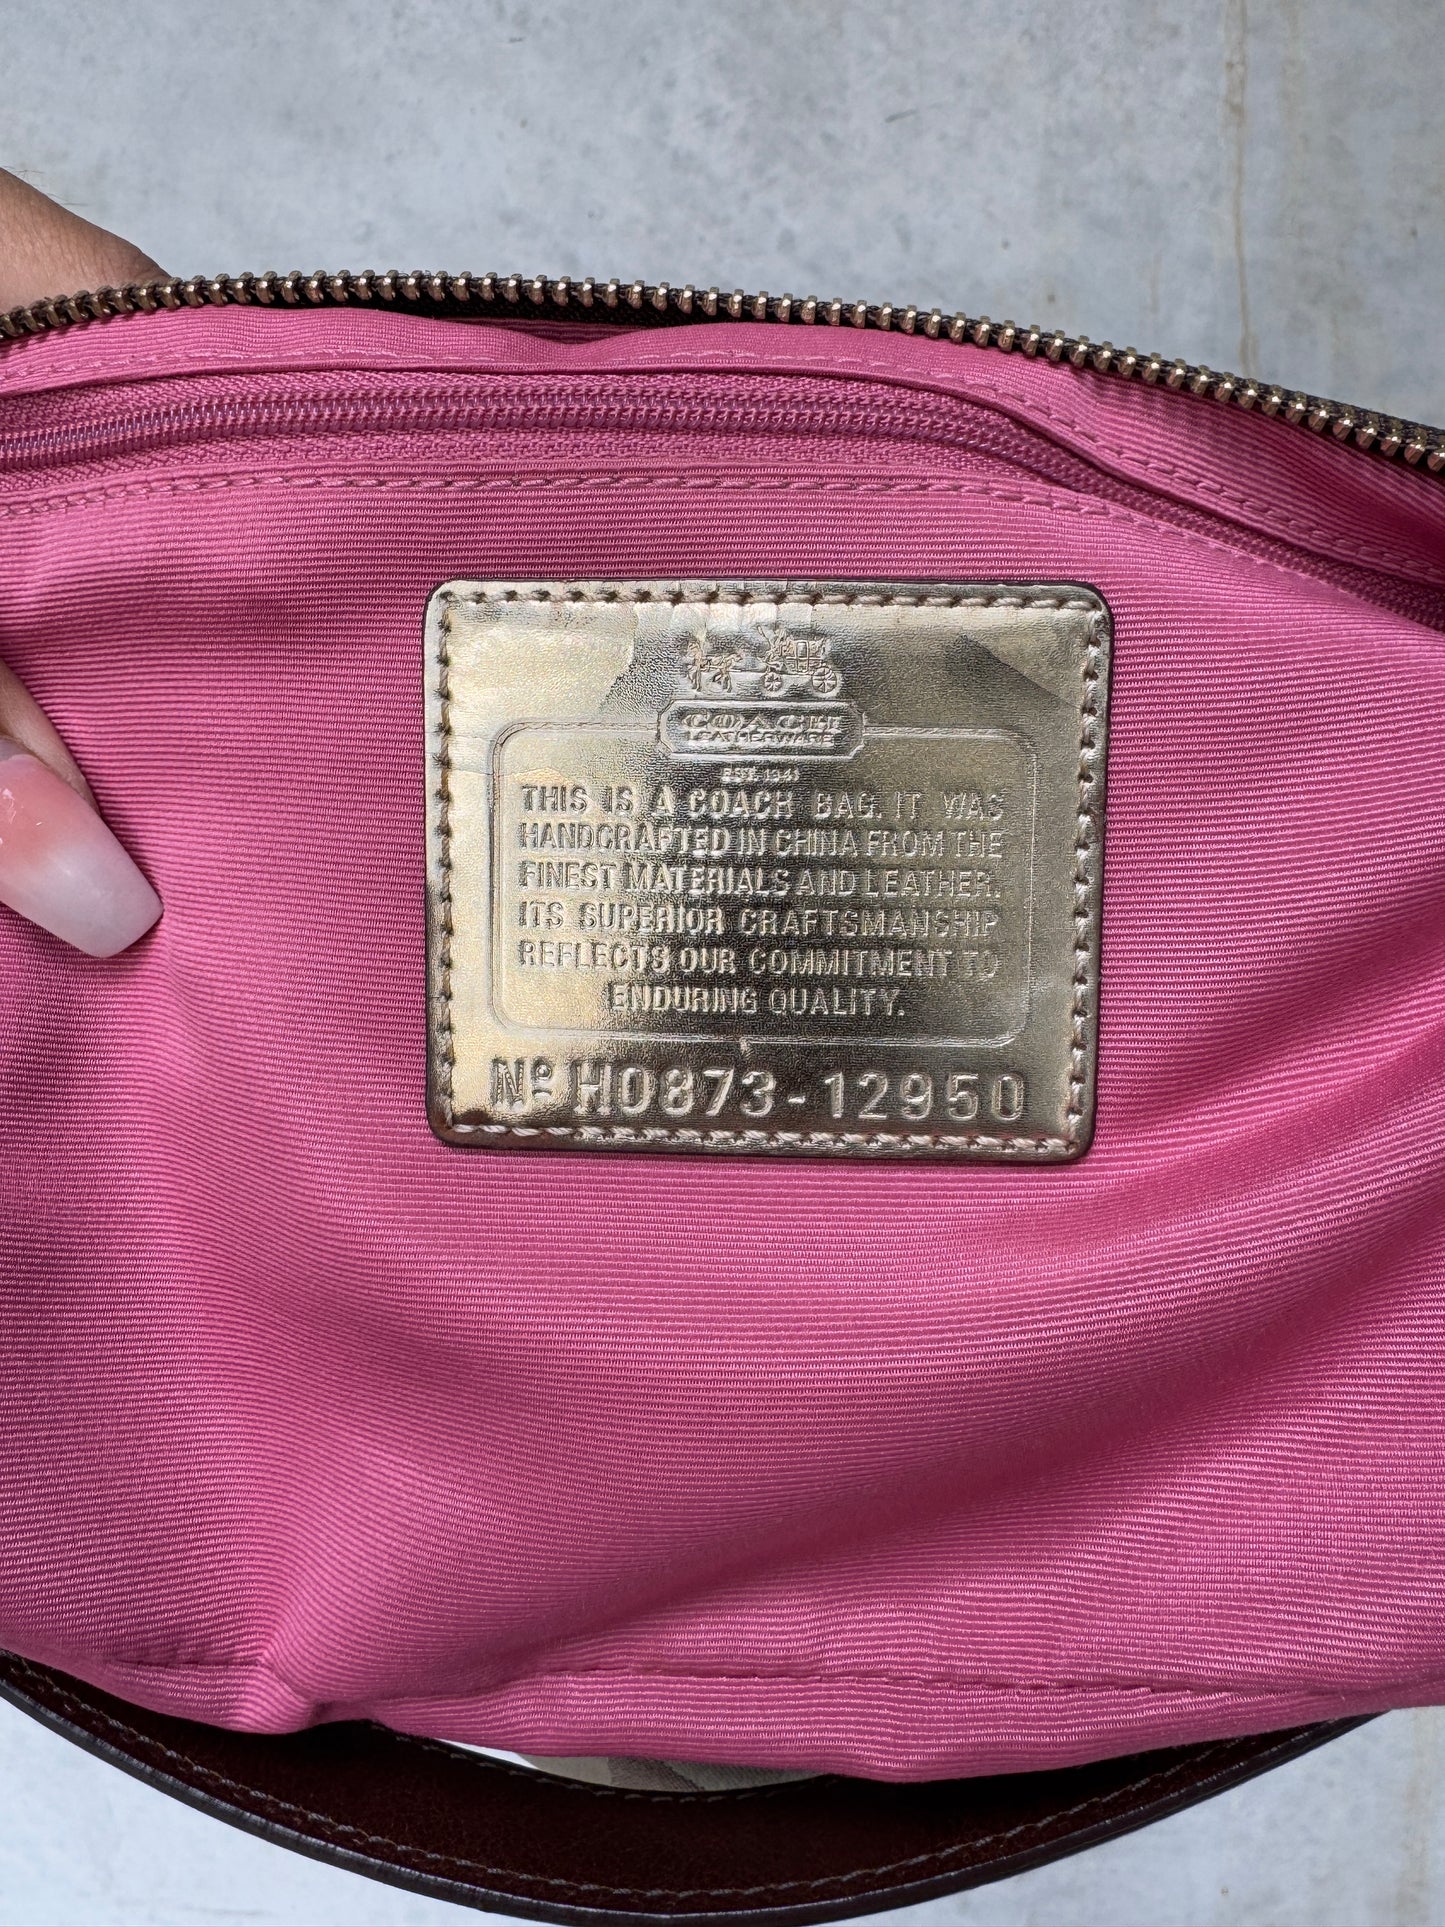 COACH
LEATHERWARE
EST. 1941
THIS IS A COACH BAG. IT WAS
HANDCRAFTED IN CHINA FROM THE
FINEST MATERIALS AND LEATHER.
ITS SUPERIOR CRAFTSMANSHIP
REFLECTS OUR COMMITMENT TO
ENDURING QUALITY.
Nº H0873-12950